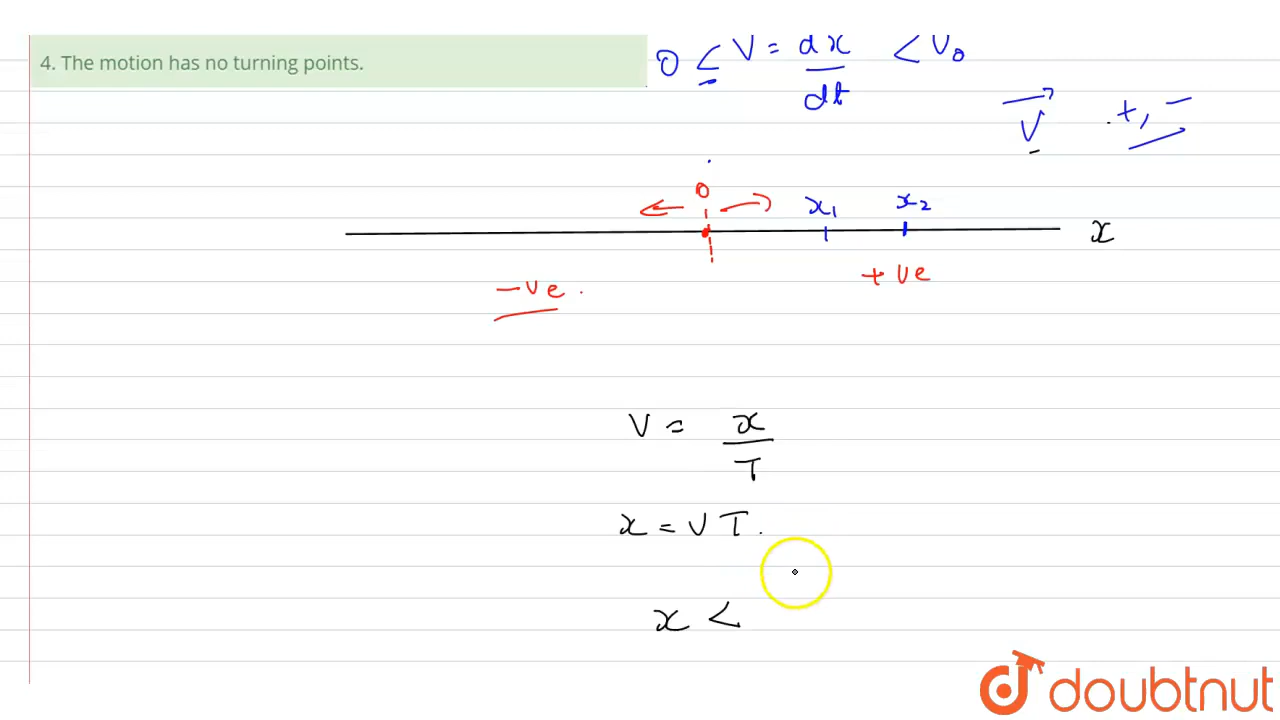 4. The motion has no turning points.
0 ≤ V = dx/dt < V0
V⃗ +, −
0 x1 x2
x
−ve. +ve
V = x/T
x = VT.
x <
doubtnut